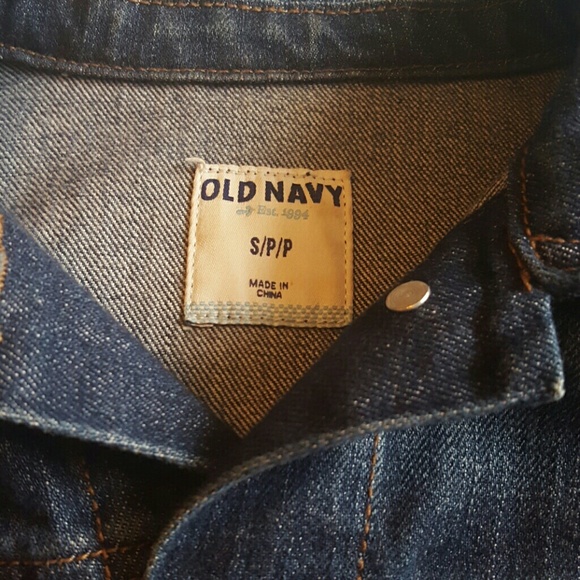 OLD NAVY
Est. 1994
S/P/P
MADE IN
CHINA